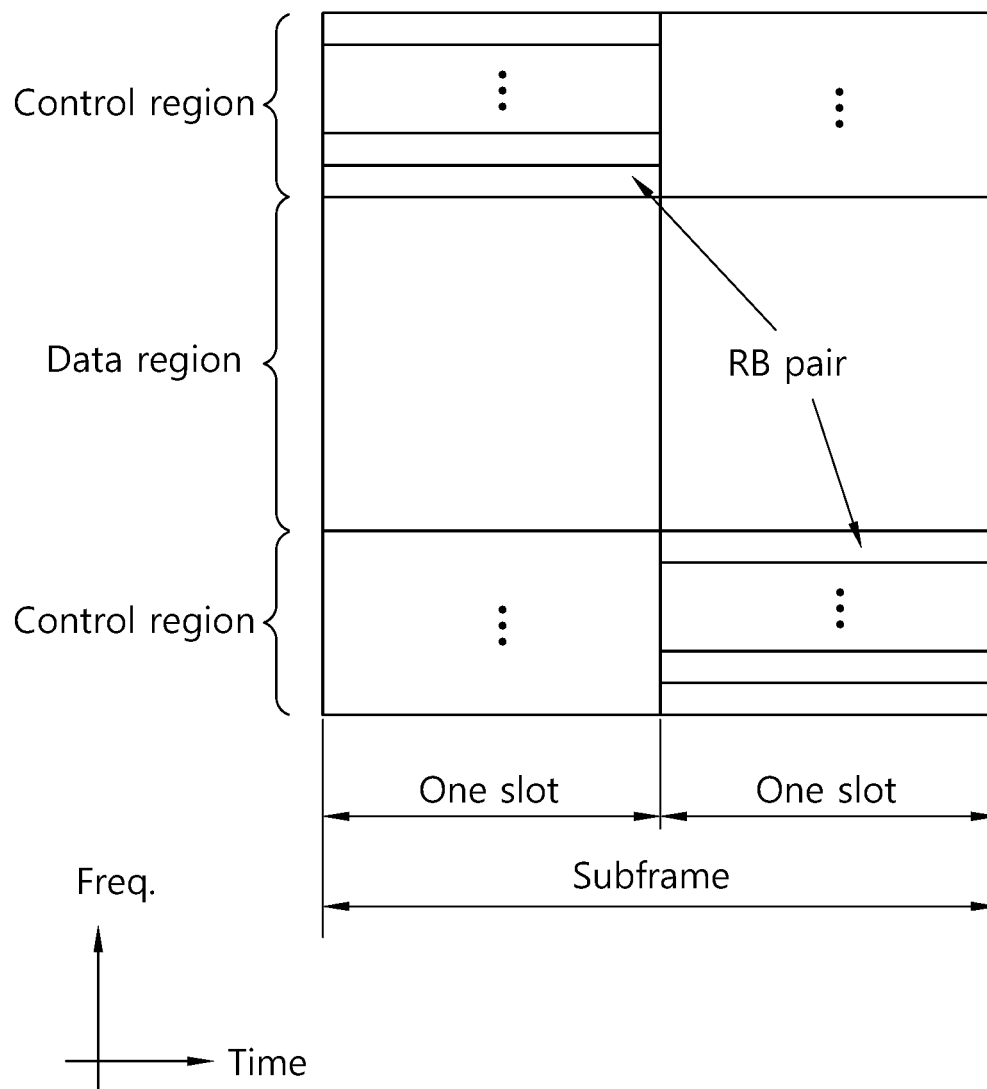 Control region
Data region
RB pair
Control region
One slot
One slot
Subframe
Freq.
Time